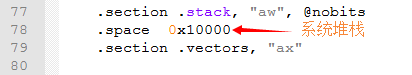 77 .section .stack, "aw", @nobits
78 .space 0x10000 系统堆栈
79 .section .vectors, "ax"
80